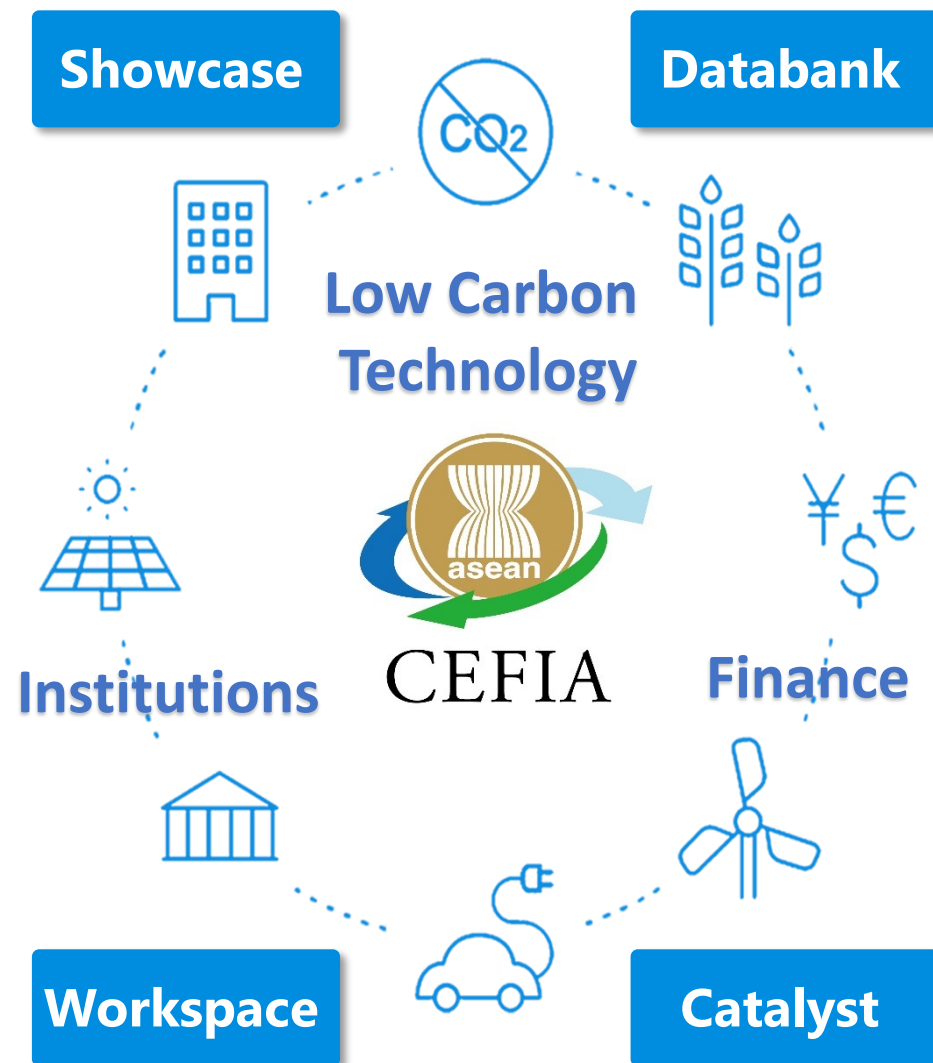 Showcase
Databank
CO2
Low Carbon
Technology
¥ €
$
asean
CEFIA
Institutions
Finance
Workspace
Catalyst